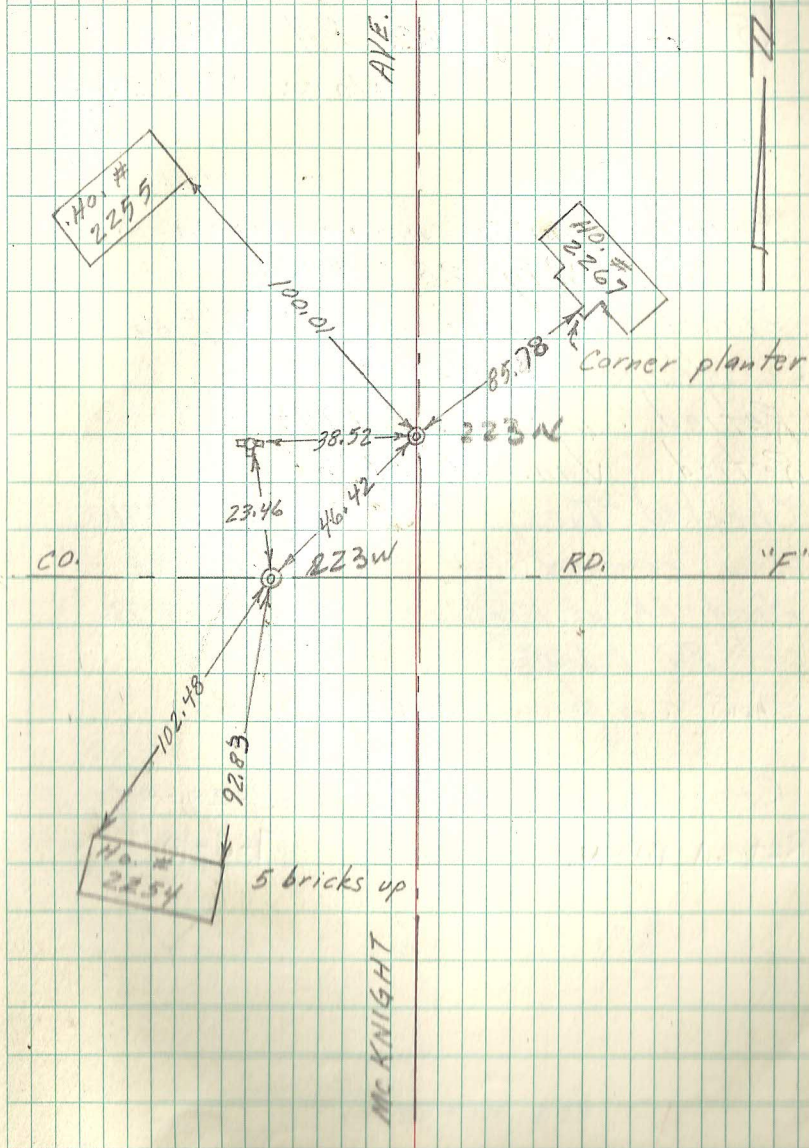 AVE.
N
HO. #
2255
HO. #
2267
100.01
85.78
Corner planter
38.52
223N
23.46
46.42
CO.
223W
RD.
"F"
102.48
92.83
HO. #
2254
5 bricks up
MCKNIGHT